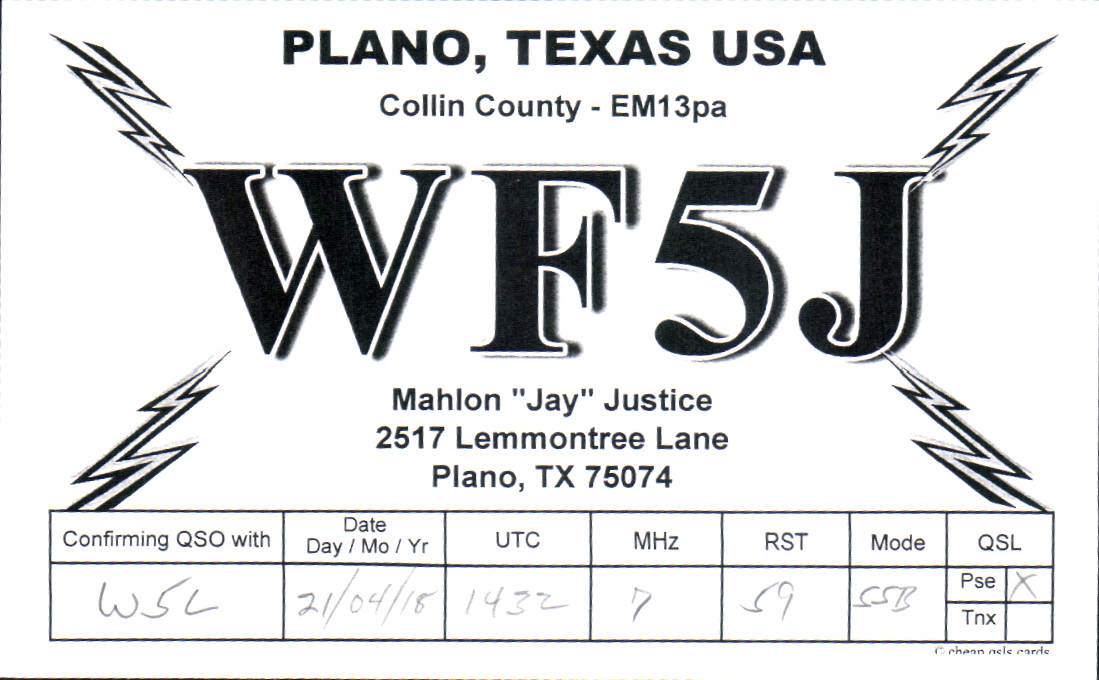 PLANO, TEXAS USA
Collin County - EM13pa
WF5J
Mahlon "Jay" Justice
2517 Lemmontree Lane
Plano, TX 75074
Confirming QSO with Date Day / Mo / Yr UTC MHz RST Mode QSL
W5L 21/04/18 1432 7 59 SSB Pse X
Tnx
© cheap qsls cards